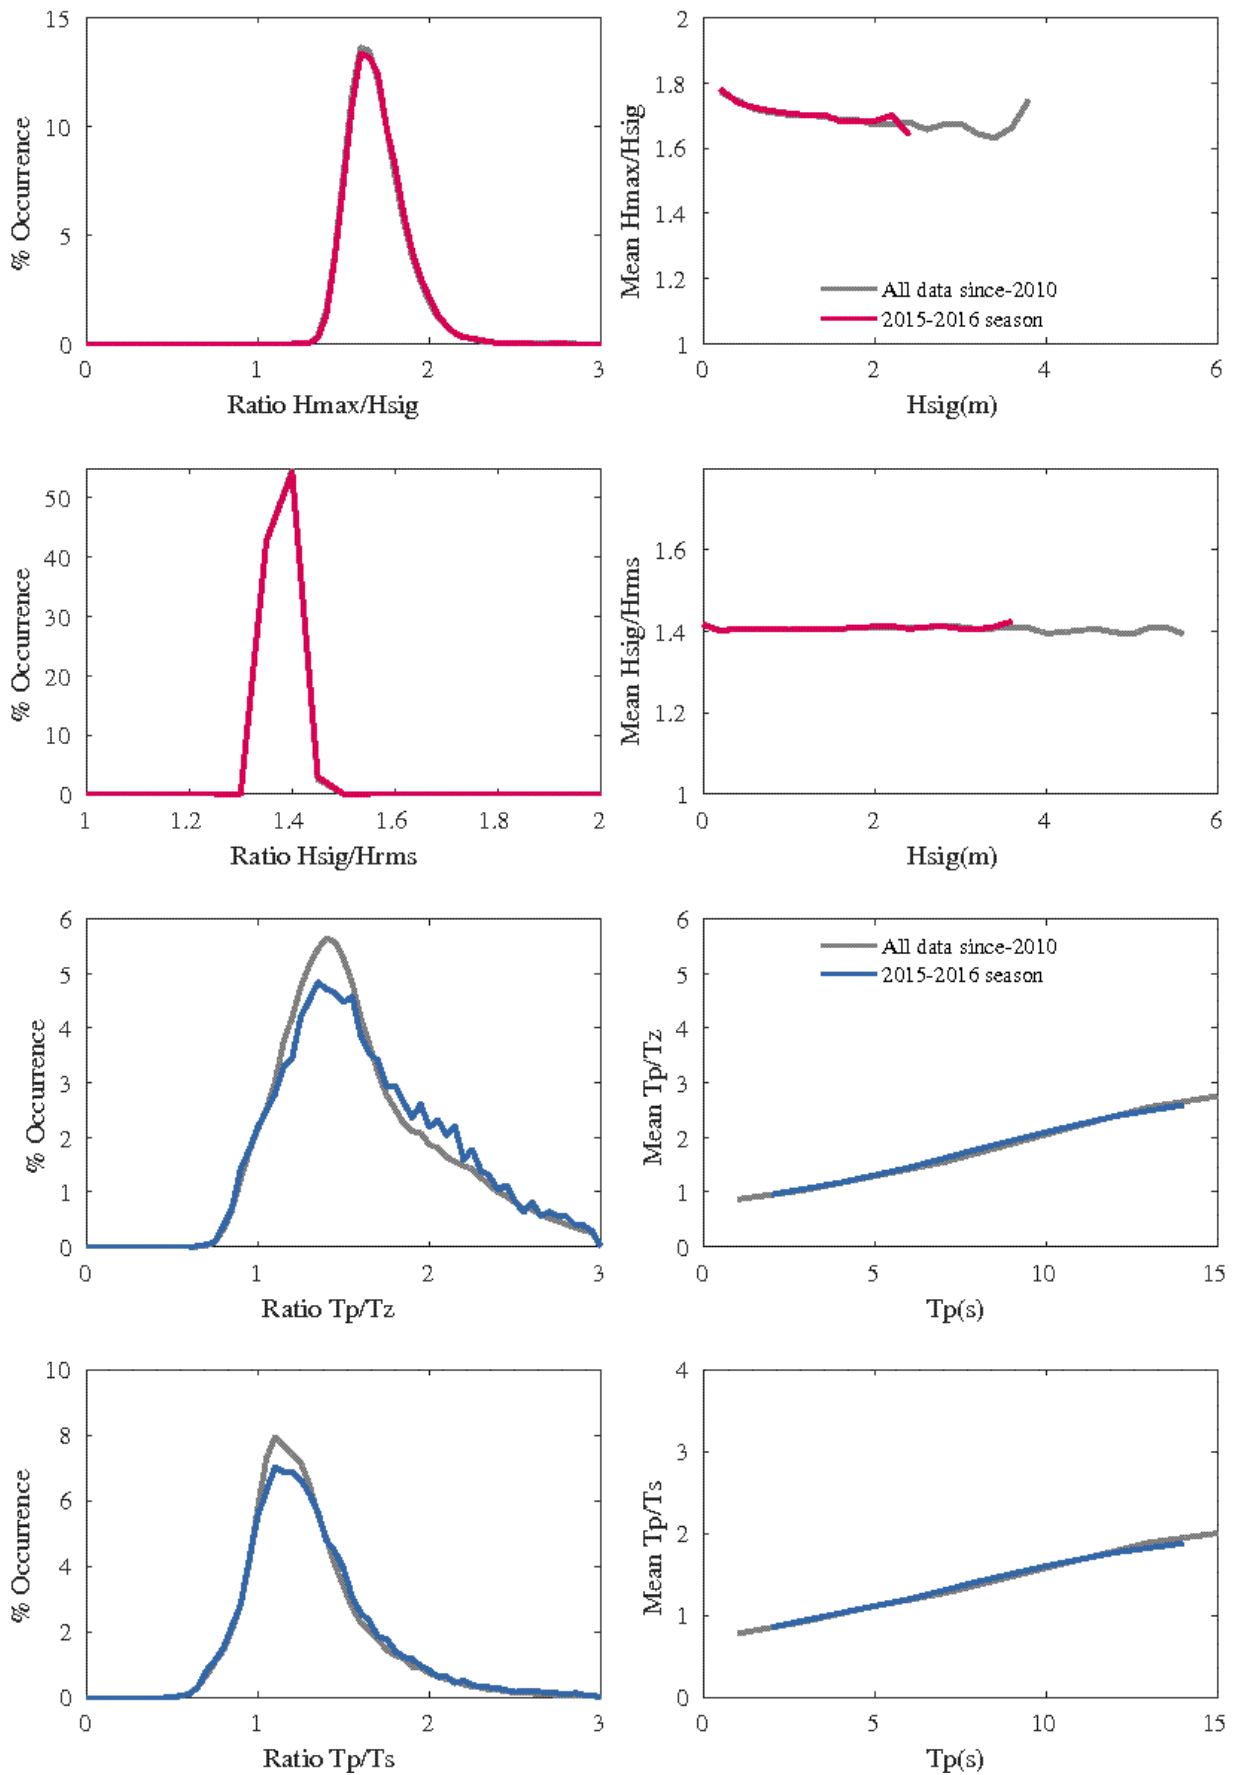 15
10
5
0
% Occurrence
0 1 2 3
Ratio Hmax/Hsig
2
1.8
1.6
1.4
1.2
1
Mean Hmax/Hsig
All data since-2010
2015-2016 season
0 2 4 6
Hsig(m)
50
40
30
20
10
0
% Occurrence
1 1.2 1.4 1.6 1.8 2
Ratio Hsig/Hrms
1.6
1.4
1.2
1
Mean Hsig/Hrms
0 2 4 6
Hsig(m)
6
5
4
3
2
1
0
% Occurrence
0 1 2 3
Ratio Tp/Tz
6
5
4
3
2
1
0
Mean Tp/Tz
All data since-2010
2015-2016 season
0 5 10 15
Tp(s)
10
8
6
4
2
0
% Occurrence
0 1 2 3
Ratio Tp/Ts
4
3
2
1
0
Mean Tp/Ts
0 5 10 15
Tp(s)